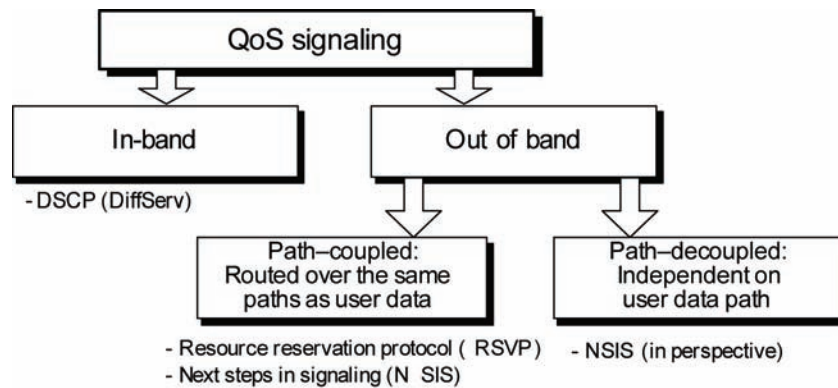 QoS signaling
In-band
Out of band
- DSCP (DiffServ)
Path–coupled:
Routed over the same
paths as user data
Path–decoupled:
Independent on
user data path
- Resource reservation protocol ( RSVP)
- Next steps in signaling (N SIS)
- NSIS (in perspective)